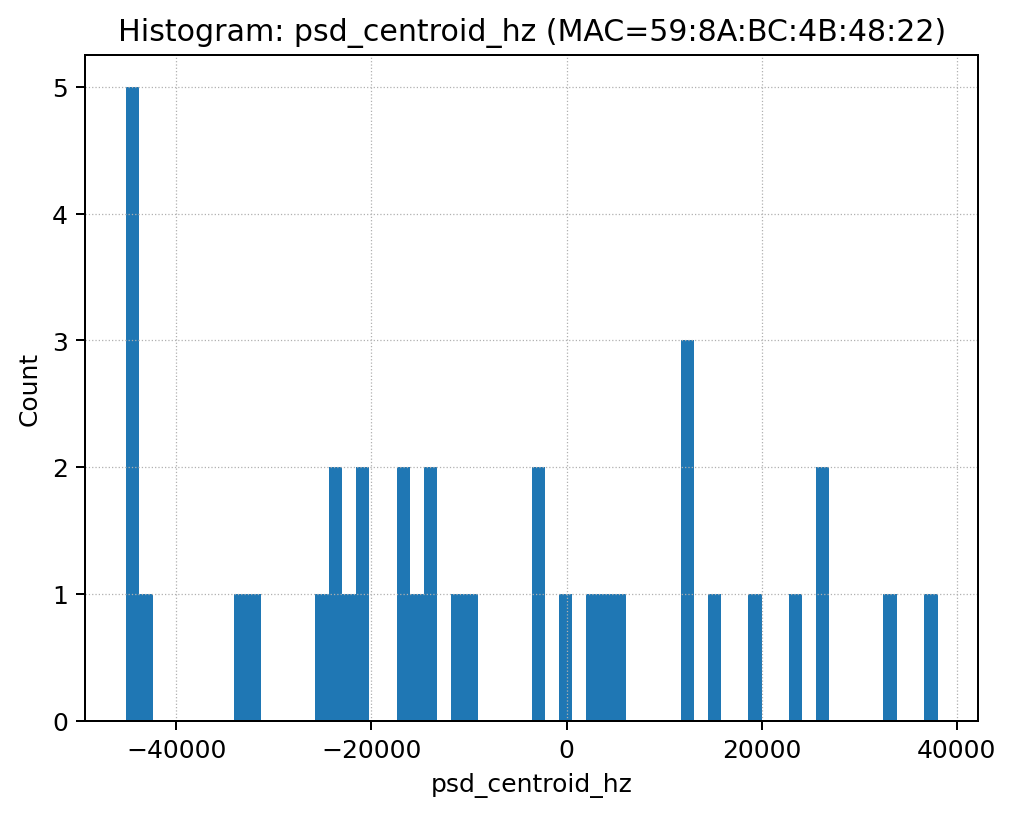 Histogram: psd_centroid_hz (MAC=59:8A:BC:4B:48:22)
5
4
3
2
1
0
Count
−40000 −20000 0 20000 40000
psd_centroid_hz